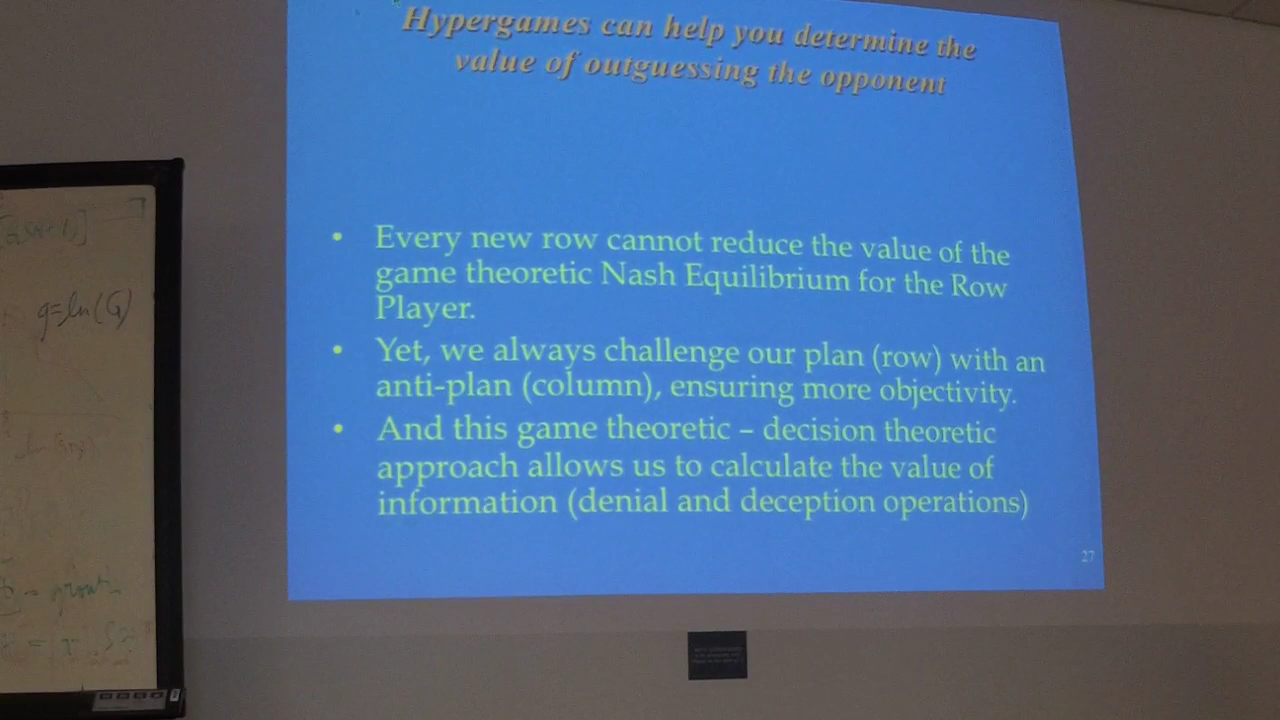 Hypergames can help you determine the
value of outguessing the opponent
• Every new row cannot reduce the value of the
game theoretic Nash Equilibrium for the Row
Player.
• Yet, we always challenge our plan (row) with an
anti-plan (column), ensuring more objectivity.
• And this game theoretic – decision theoretic
approach allows us to calculate the value of
information (denial and deception operations)
27
g=ln(G)